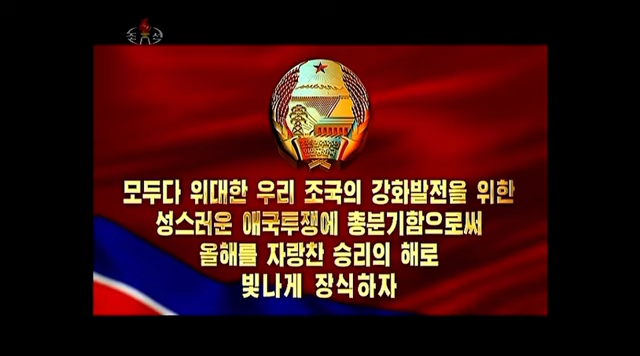 조선
모두다 위대한 우리 조국의 강화발전을 위한
성스러운 애국투쟁에 총분기함으로써
올해를 자랑찬 승리의 해로
빛나게 장식하자